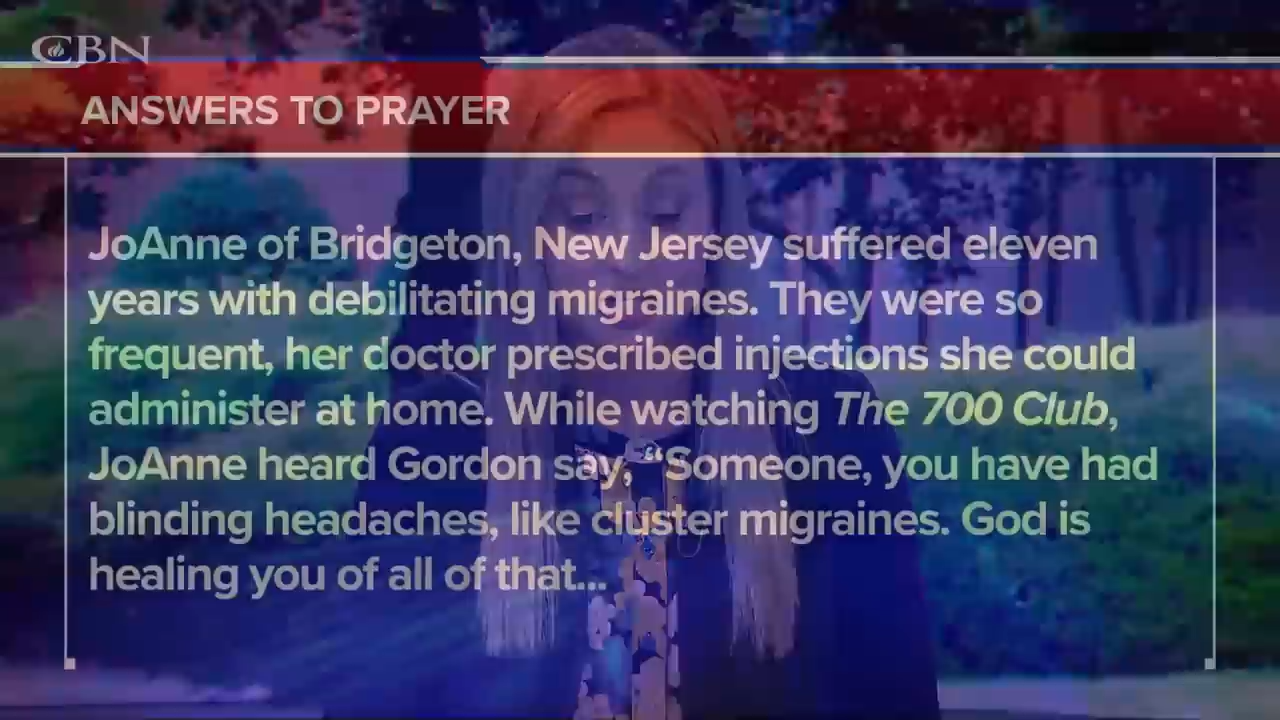 CBN
ANSWERS TO PRAYER
JoAnne of Bridgeton, New Jersey suffered eleven
years with debilitating migraines. They were so
frequent, her doctor prescribed injections she could
administer at home. While watching The 700 Club,
JoAnne heard Gordon say, “Someone, you have had
blinding headaches, like cluster migraines. God is
healing you of all of that...